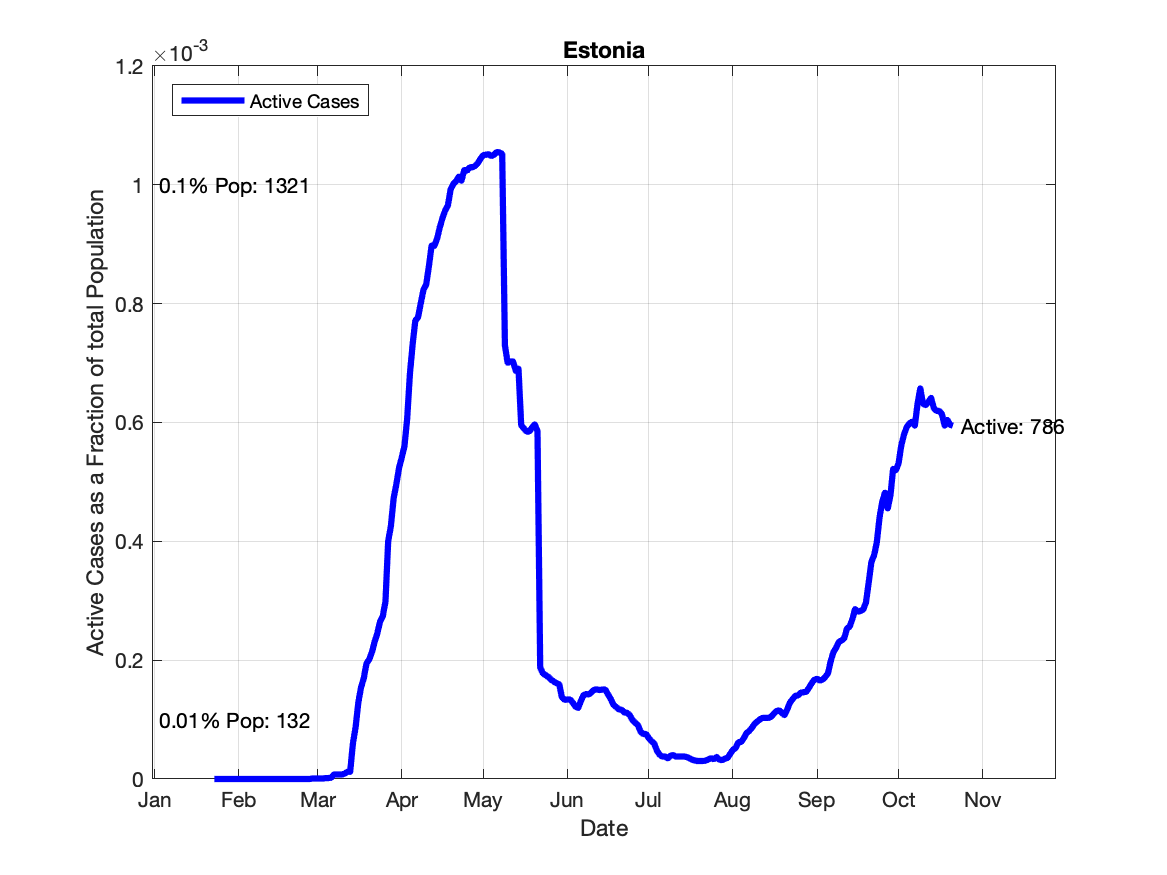 Estonia
×10-3
Active Cases
1.2
1
0.8
0.6
0.4
0.2
0
0.1% Pop: 1321
0.01% Pop: 132
Active: 786
Active Cases as a Fraction of total Population
Jan Feb Mar Apr May Jun Jul Aug Sep Oct Nov
Date